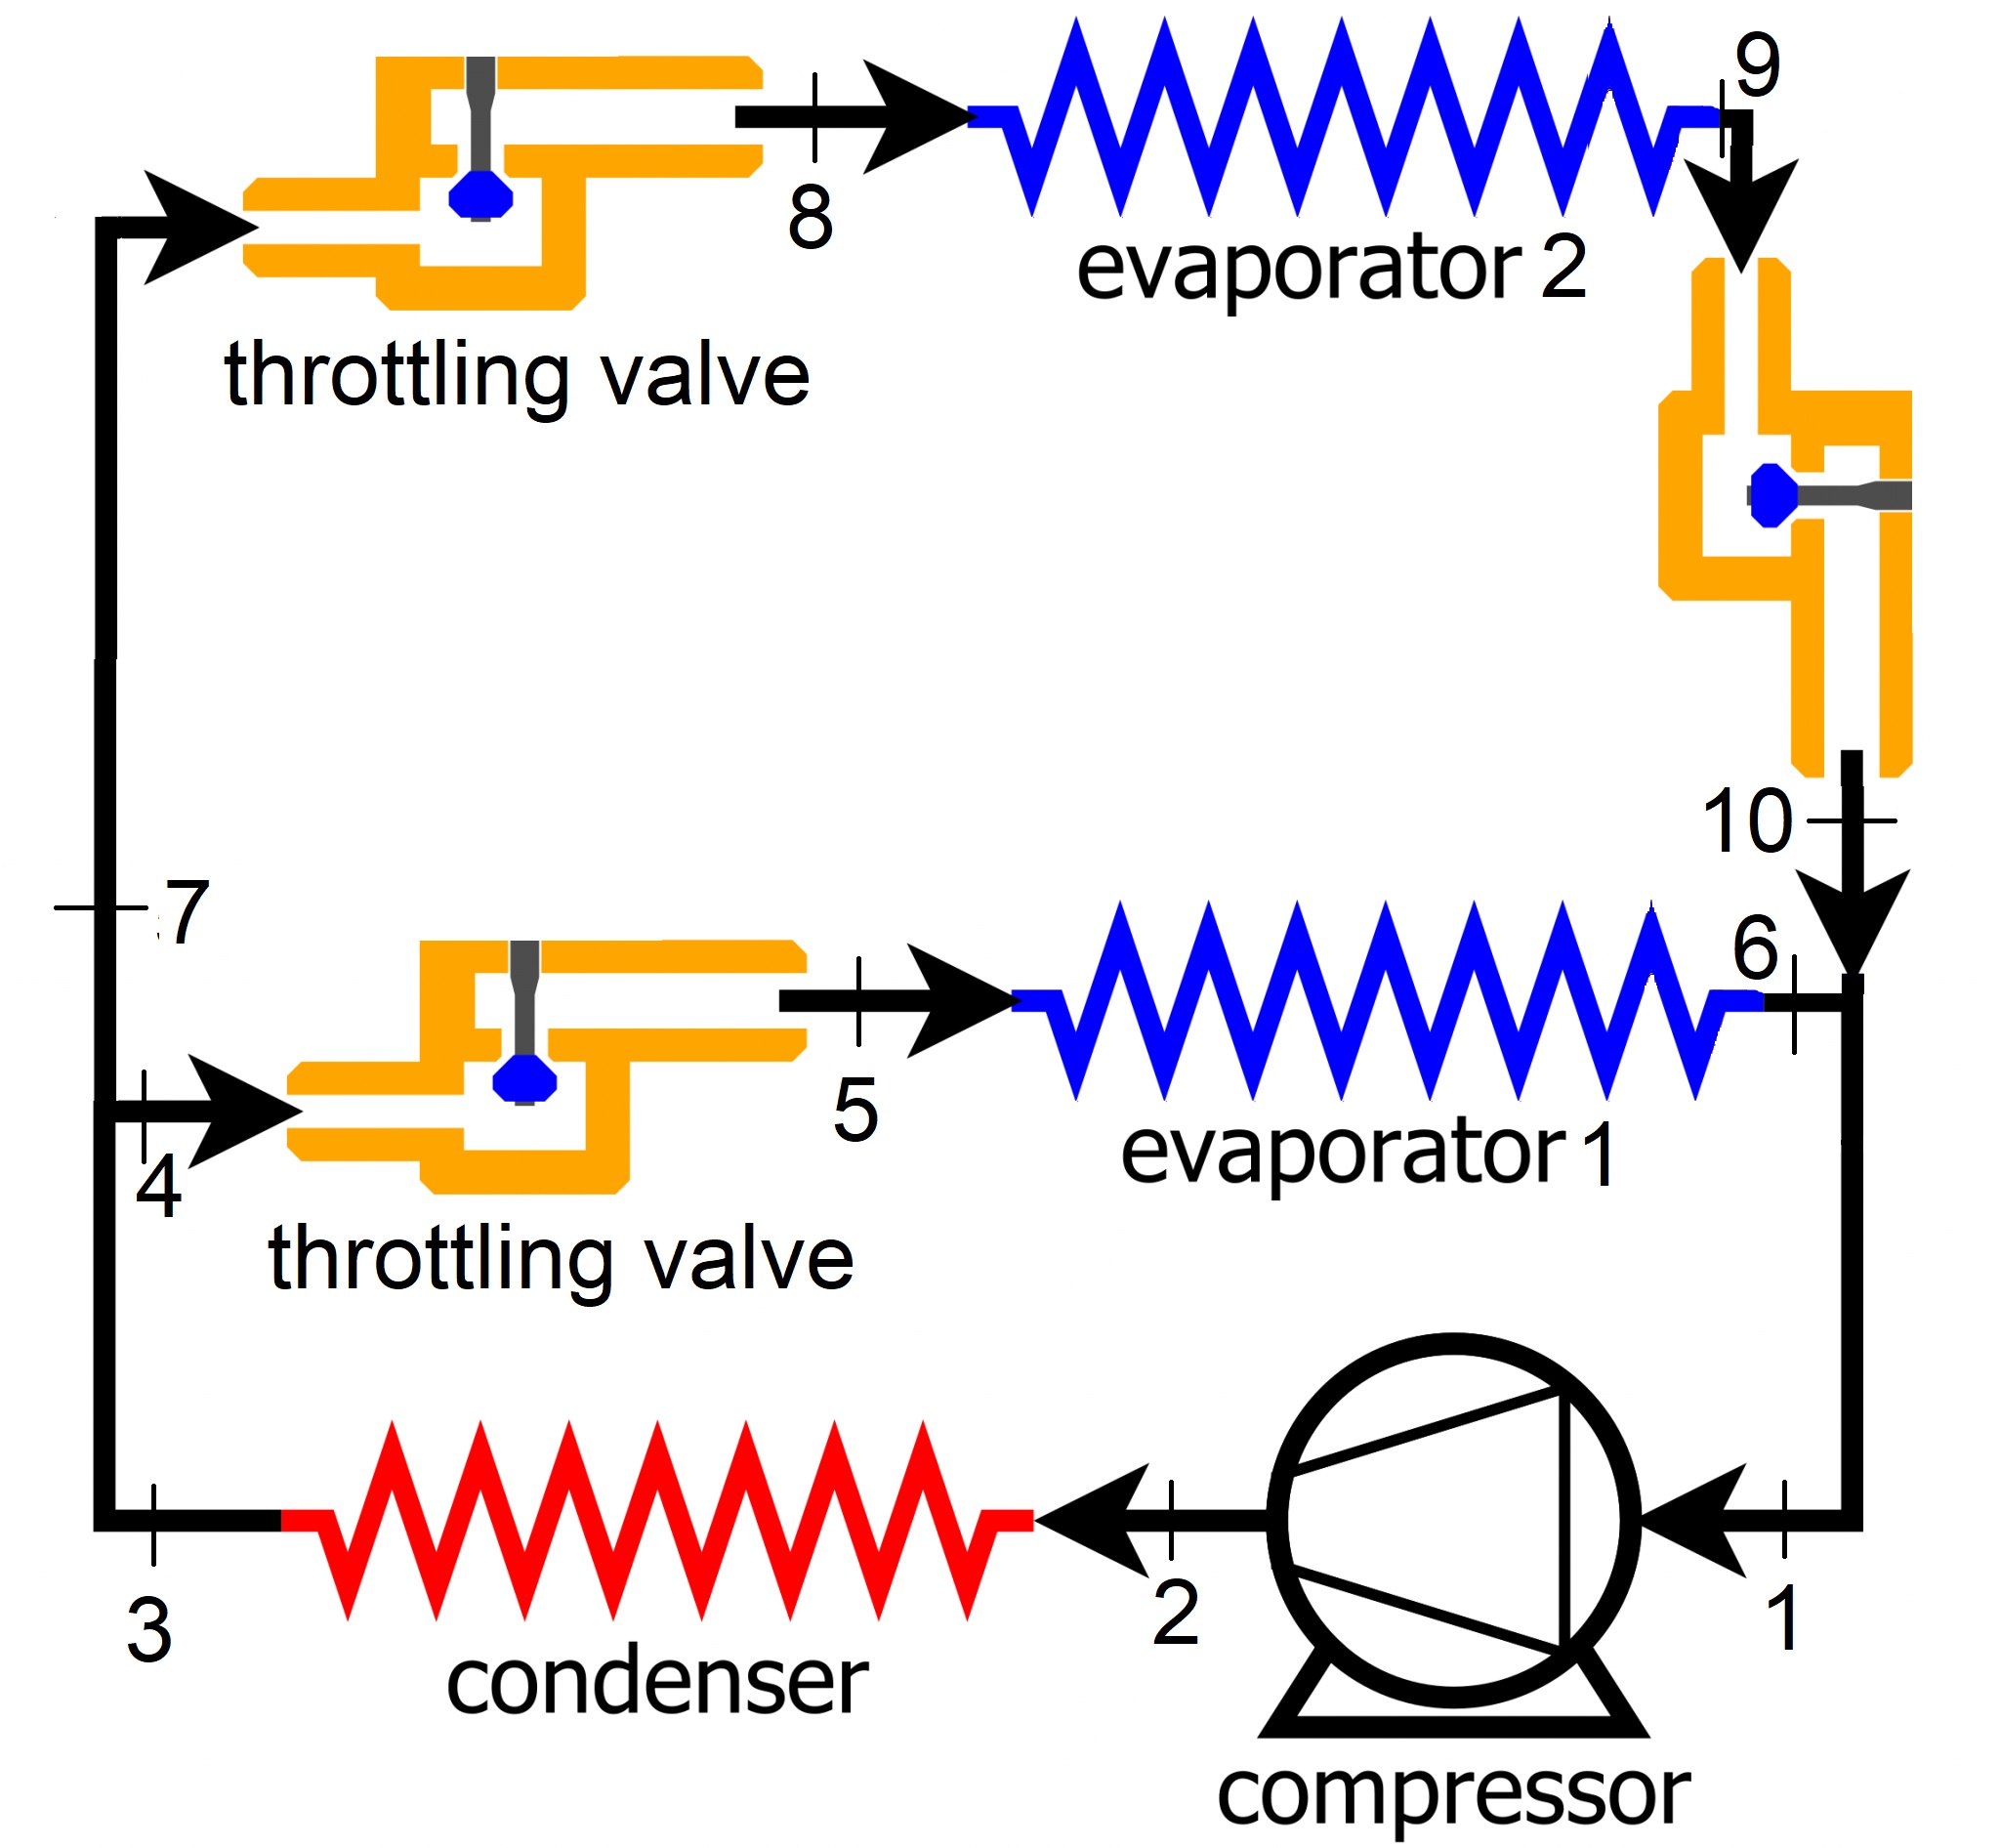 9
8
evaporator 2
throttling valve
10
7
6
5
evaporator 1
4
throttling valve
3
2
1
condenser
compressor